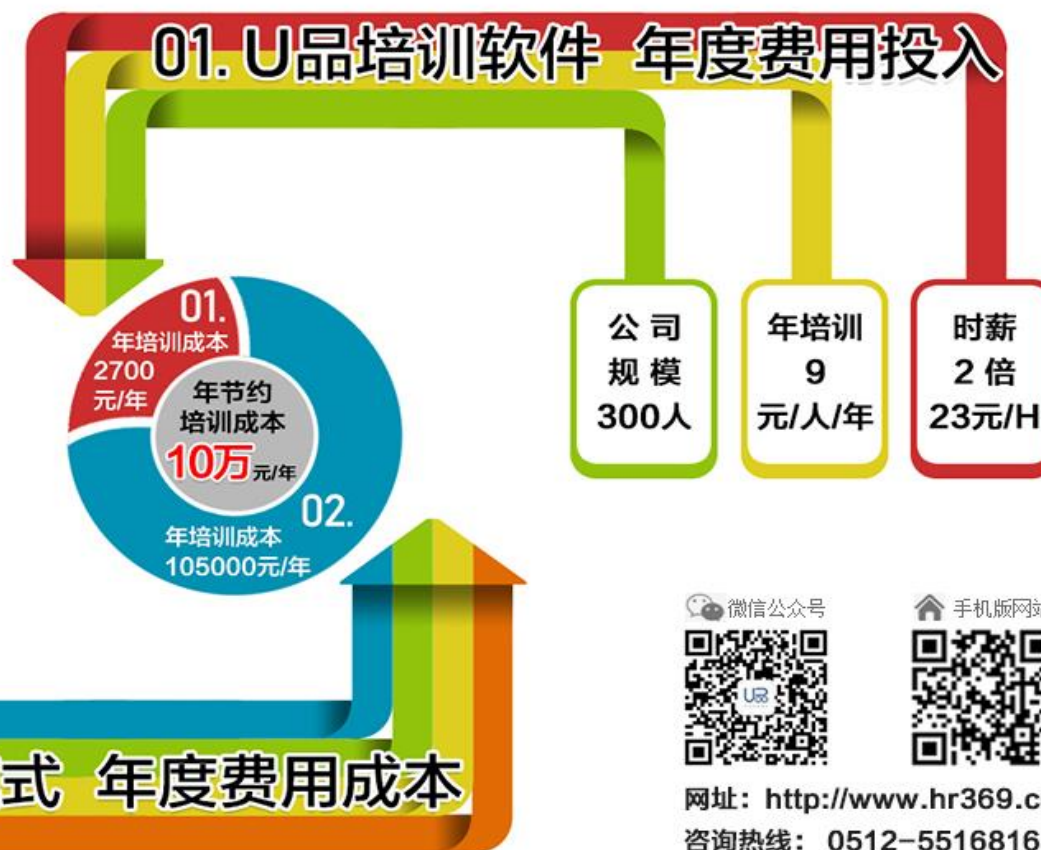 01. U品培训软件 年度费用投入
01.
年培训成本
2700
元/年
年节约
培训成本
10万元/年
02.
年培训成本
105000元/年
公司
规模
300人
年培训
9
元/人/年
时薪
2倍
23元/H
微信公众号
手机版网站
U品
式 年度费用成本
网址：http://www.hr369.c
咨询热线： 0512-5516816